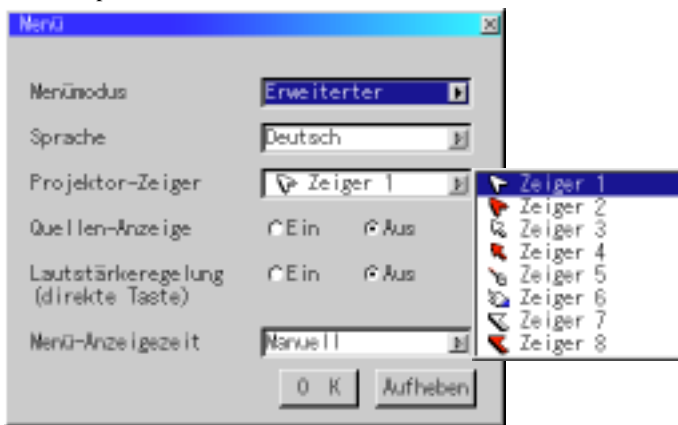 Menü
Menümodus
Erweiterter
Sprache
Deutsch
Projektor-Zeiger
Zeiger 1
Zeiger 1
Zeiger 2
Zeiger 3
Zeiger 4
Zeiger 5
Zeiger 6
Zeiger 7
Zeiger 8
Quellen-Anzeige
Ein
Aus
Lautstärkeregelung
(direkte Taste)
Ein
Aus
Menü-Anzeigezeit
Manuell
O K
Aufheben